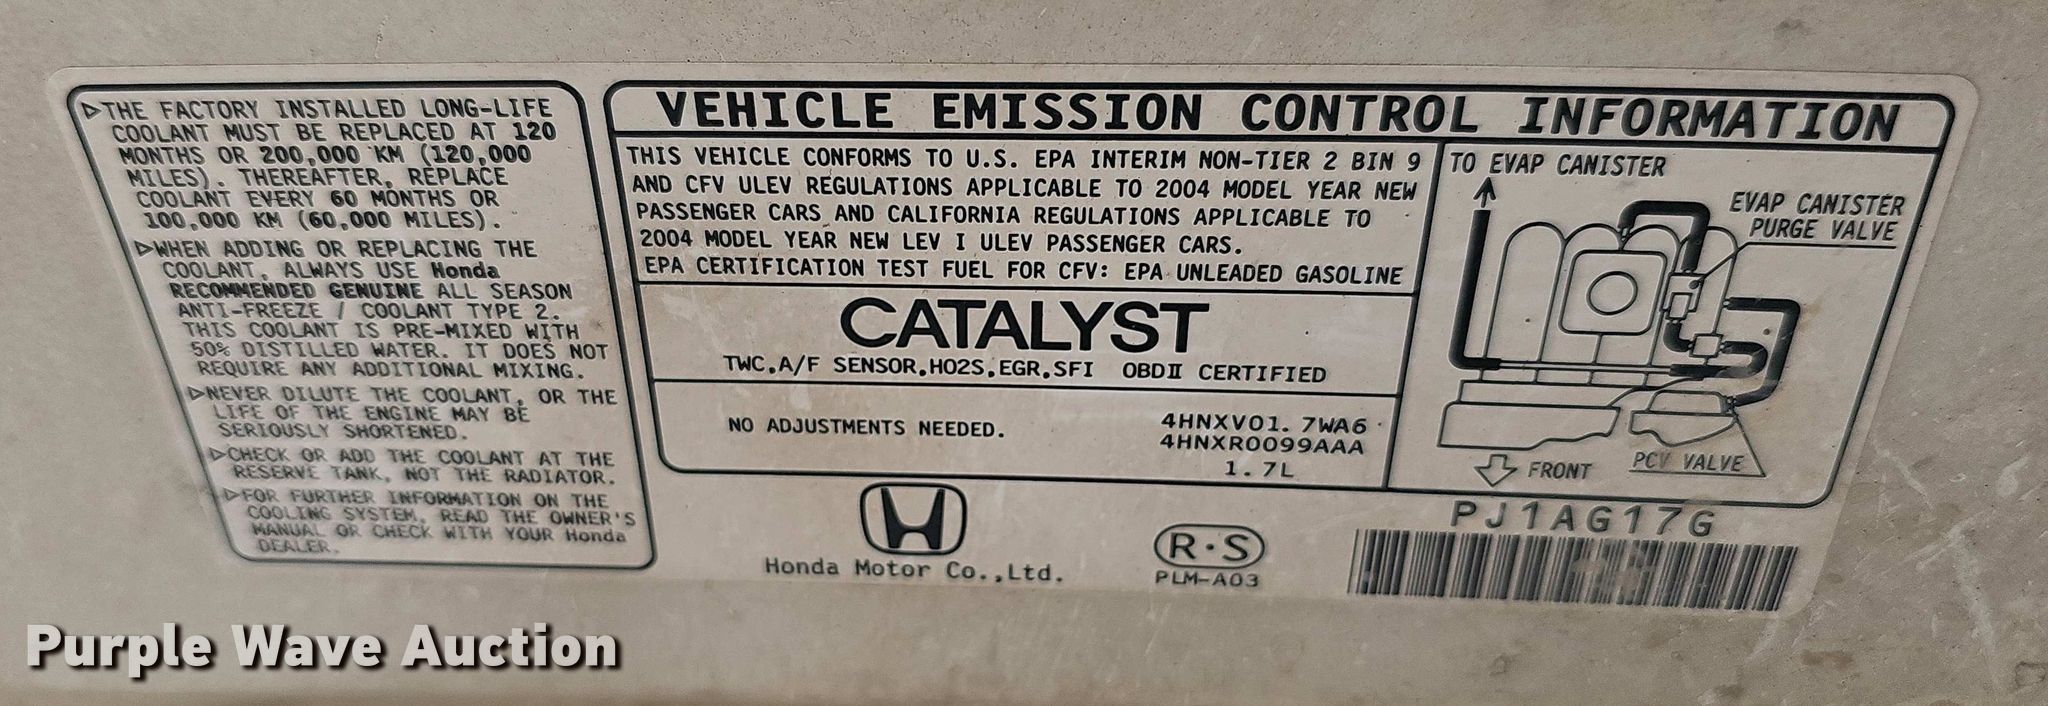 ▷THE FACTORY INSTALLED LONG-LIFE
COOLANT MUST BE REPLACED AT 120
MONTHS OR 200,000 KM (120,000
MILES). THEREAFTER, REPLACE
COOLANT EVERY 60 MONTHS OR
100,000 KM (60,000 MILES).
▷WHEN ADDING OR REPLACING THE
COOLANT, ALWAYS USE Honda
RECOMMENDED GENUINE ALL SEASON
ANTI-FREEZE / COOLANT TYPE 2.
THIS COOLANT IS PRE-MIXED WITH
50% DISTILLED WATER. IT DOES NOT
REQUIRE ANY ADDITIONAL MIXING.
▷NEVER DILUTE THE COOLANT, OR THE
LIFE OF THE ENGINE MAY BE
SERIOUSLY SHORTENED.
▷CHECK OR ADD THE COOLANT AT THE
RESERVE TANK, NOT THE RADIATOR.
▷FOR FURTHER INFORMATION ON THE
COOLING SYSTEM, READ THE OWNER'S
MANUAL OR CHECK WITH YOUR Honda
DEALER.
VEHICLE EMISSION CONTROL INFORMATION
THIS VEHICLE CONFORMS TO U.S. EPA INTERIM NON-TIER 2 BIN 9
AND CFV ULEV REGULATIONS APPLICABLE TO 2004 MODEL YEAR NEW
PASSENGER CARS AND CALIFORNIA REGULATIONS APPLICABLE TO
2004 MODEL YEAR NEW LEV I ULEV PASSENGER CARS.
EPA CERTIFICATION TEST FUEL FOR CFV: EPA UNLEADED GASOLINE
CATALYST
TWC,A/F SENSOR,HO2S,EGR,SFI OBDⅡ CERTIFIED
NO ADJUSTMENTS NEEDED.
4HNXV01.7WA6
4HNXR0099AAA
1.7L
TO EVAP CANISTER
EVAP CANISTER
PURGE VALVE
FRONT
PCV VALVE
Honda Motor Co.,Ltd.
R·S
PLM-A03
PJ1AG17G
Purple Wave Auction